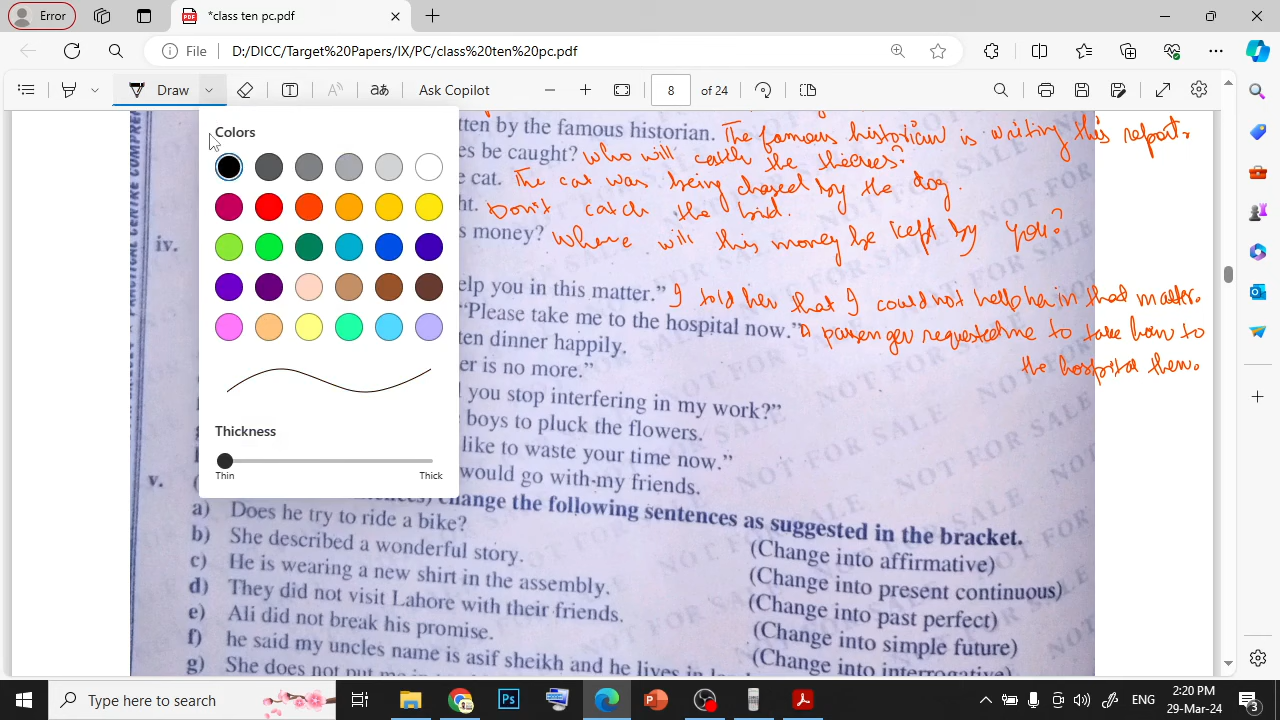 Error
*class ten pc.pdf
File D:/DICC/Target%20Papers/IX/PC/class%20ten%20pc.pdf
Draw Ask Copilot 8 of 24
Colors
Thickness
Thin Thick
tten by the famous historian. The famous historian is writing this report.
es be caught? who will catch the thieves?
e cat. The cat was being chased by the dog.
ht. Don't catch the bird.
s money? Where will this money be kept by you?
iv.
elp you in this matter." I told her that I could not help her in that matter.
"Please take me to the hospital now." A passenger requested me to take him to
the hospital then.
ten dinner happily.
er is no more."
you stop interfering in my work?"
boys to pluck the flowers.
like to waste your time now."
would go with my friends.
v. change the following sentences as suggested in the bracket.
a) Does he try to ride a bike? (Change into affirmative)
b) She described a wonderful story. (Change into present continuous)
c) He is wearing a new shirt in the assembly. (Change into past perfect)
d) They did not visit Lahore with their friends. (Change into simple future)
e) Ali did not break his promise. (Change into interrogative)
f) he said my uncles name is asif sheikh and he lives in
g) She does not put
NOT FOR SALE
Type here to search
ENG
2:20 PM
29-Mar-24
3